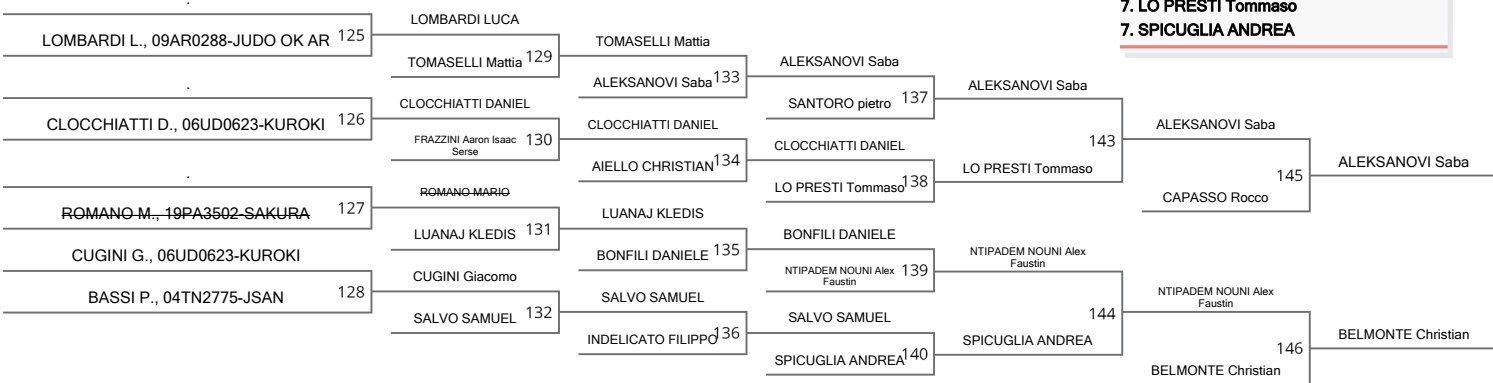 7. LO PRESTI Tommaso
7. SPICUGLIA ANDREA
.
LOMBARDI L., 09AR0288-JUDO OK AR 125
.
CLOCCHIATTI D., 06UD0623-KUROKI 126
.
ROMANO M., 19PA3502-SAKURA 127
CUGINI G., 06UD0623-KUROKI
BASSI P., 04TN2775-JSAN 128
LOMBARDI LUCA
TOMASELLI Mattia 129
CLOCCHIATTI DANIEL
FRAZZINI Aaron Isaac 130
Serse
ROMANO MARIO
LUANAJ KLEDIS 131
CUGINI Giacomo
SALVO SAMUEL 132
TOMASELLI Mattia
ALEKSANOVI Saba 133
CLOCCHIATTI DANIEL
AIELLO CHRISTIAN 134
LUANAJ KLEDIS
BONFILI DANIELE 135
SALVO SAMUEL
INDELICATO FILIPPO 136
ALEKSANOVI Saba
SANTORO pietro 137
CLOCCHIATTI DANIEL
LO PRESTI Tommaso 138
BONFILI DANIELE
NTIPADEM NOUNI Alex 139
Faustin
SALVO SAMUEL
SPICUGLIA ANDREA 140
ALEKSANOVI Saba
143
LO PRESTI Tommaso
NTIPADEM NOUNI Alex
Faustin
144
SPICUGLIA ANDREA
ALEKSANOVI Saba
145
CAPASSO Rocco
NTIPADEM NOUNI Alex
Faustin
146
BELMONTE Christian
ALEKSANOVI Saba
BELMONTE Christian